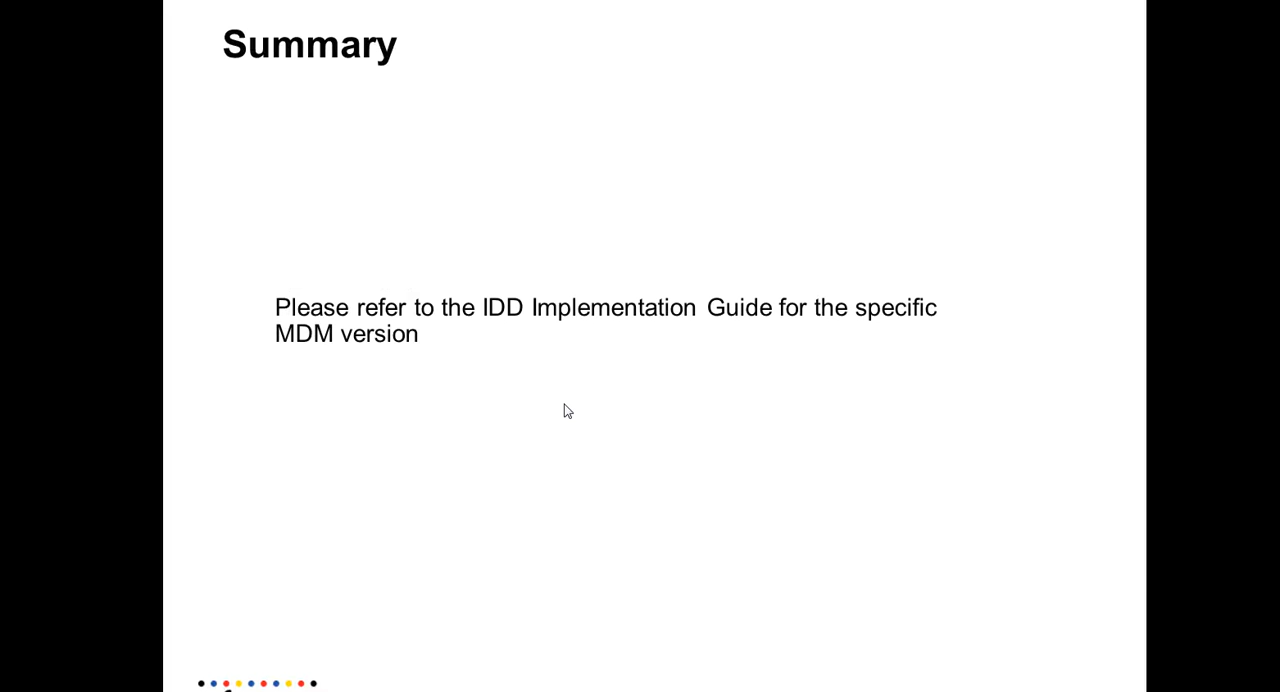 Summary
Please refer to the IDD Implementation Guide for the specific
MDM version